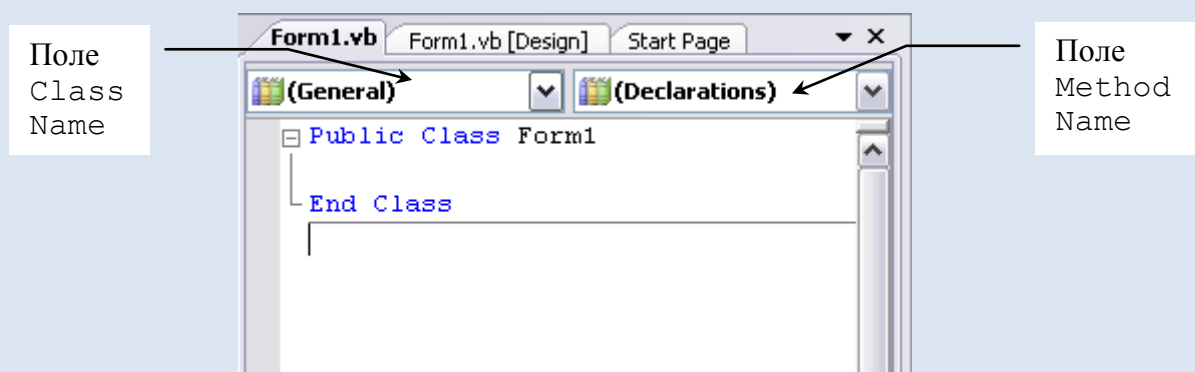 Form1.vb Form1.vb [Design] Start Page
Поле
Class
Name
(General) (Declarations)
Поле
Method
Name
Public Class Form1
End Class